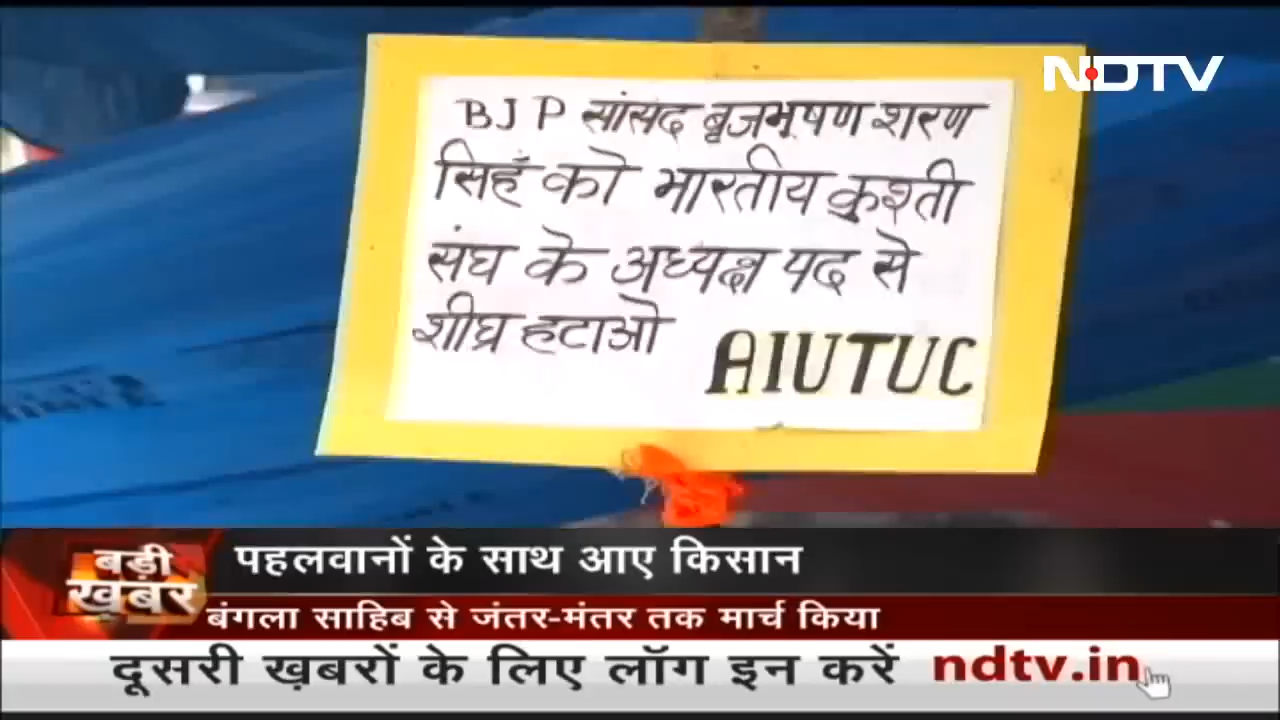 NDTV
BJP सांसद बृजभूषण शरण
सिहं को भारतीय कुश्ती
संघ के अध्यक्ष पद से
शीघ्र हटाओ
AIUTUC
बड़ी
ख़बर
पहलवानों के साथ आए किसान
बंगला साहिब से जंतर-मंतर तक मार्च किया
दूसरी ख़बरों के लिए लॉग इन करें ndtv.in